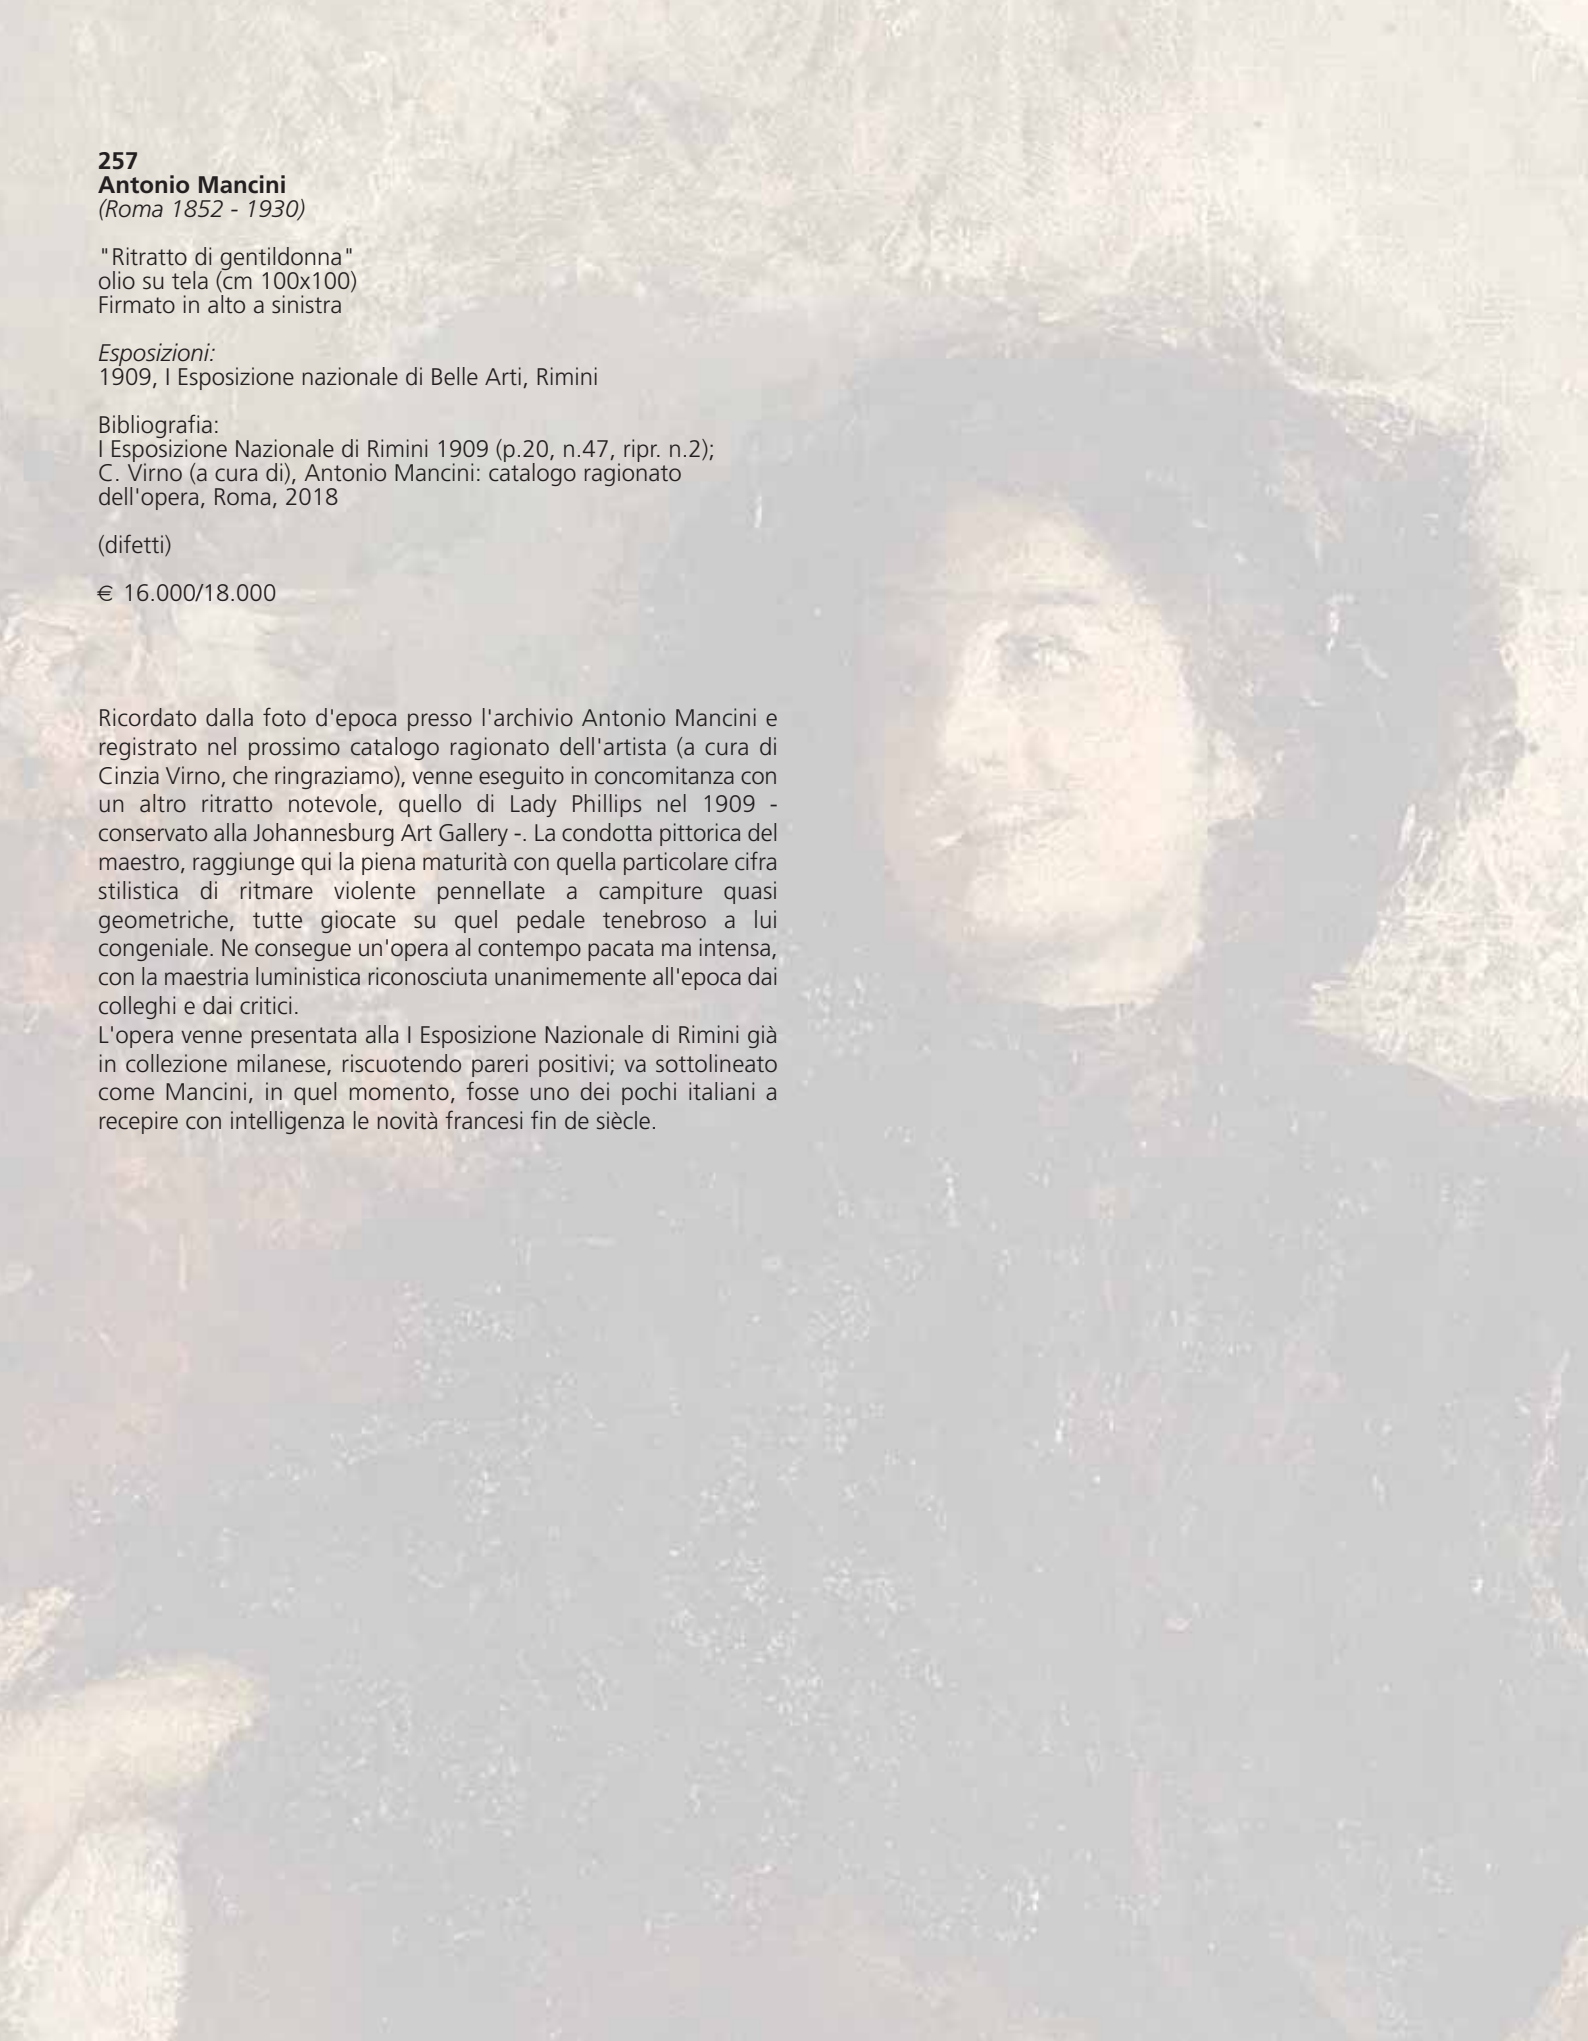 257
Antonio Mancini
(Roma 1852 - 1930)
"Ritratto di gentildonna"
olio su tela (cm 100x100)
Firmato in alto a sinistra
Esposizioni:
1909, I Esposizione nazionale di Belle Arti, Rimini
Bibliografia:
I Esposizione Nazionale di Rimini 1909 (p.20, n.47, ripr. n.2);
C. Virno (a cura di), Antonio Mancini: catalogo ragionato
dell'opera, Roma, 2018
(difetti)
€ 16.000/18.000
Ricordato dalla foto d'epoca presso l'archivio Antonio Mancini e
registrato nel prossimo catalogo ragionato dell'artista (a cura di
Cinzia Virno, che ringraziamo), venne eseguito in concomitanza con
un altro ritratto notevole, quello di Lady Phillips nel 1909 -
conservato alla Johannesburg Art Gallery -. La condotta pittorica del
maestro, raggiunge qui la piena maturità con quella particolare cifra
stilistica di ritmare violente pennellate a campiture quasi
geometriche, tutte giocate su quel pedale tenebroso a lui
congeniale. Ne consegue un'opera al contempo pacata ma intensa,
con la maestria luministica riconosciuta unanimemente all'epoca dai
colleghi e dai critici.
L'opera venne presentata alla I Esposizione Nazionale di Rimini già
in collezione milanese, riscuotendo pareri positivi; va sottolineato
come Mancini, in quel momento, fosse uno dei pochi italiani a
recepire con intelligenza le novità francesi fin de siècle.